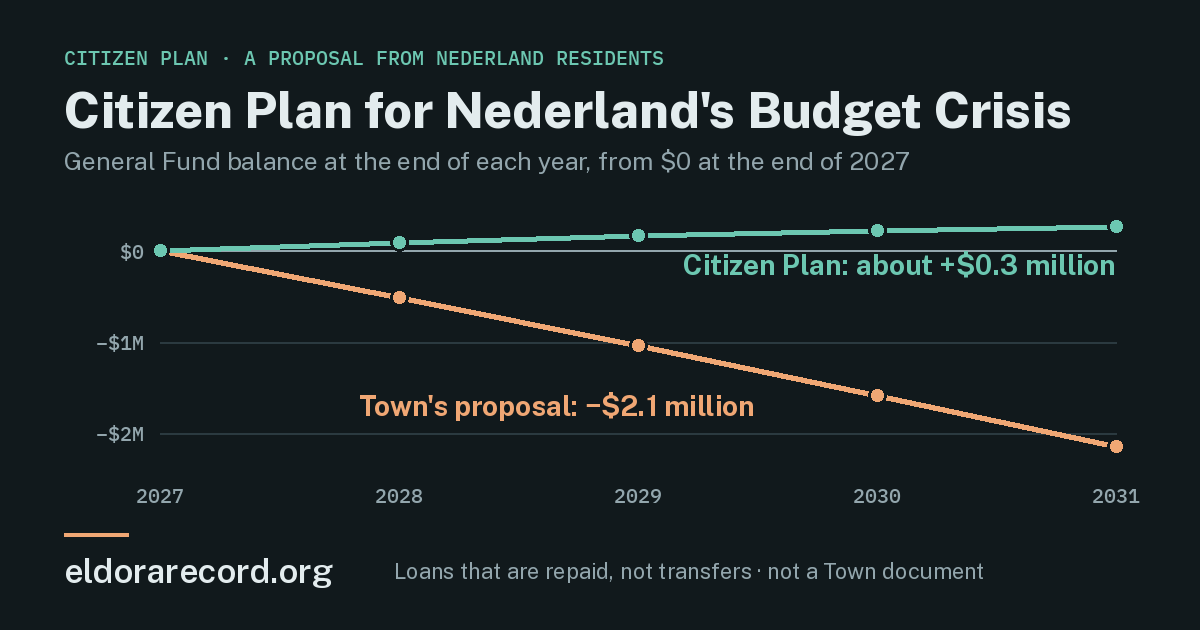 CITIZEN PLAN · A PROPOSAL FROM NEDERLAND RESIDENTS
Citizen Plan for Nederland's Budget Crisis
General Fund balance at the end of each year, from $0 at the end of 2027
$0
Citizen Plan: about +$0.3 million
−$1M
Town's proposal: −$2.1 million
−$2M
2027 2028 2029 2030 2031
eldorarecord.org
Loans that are repaid, not transfers · not a Town document